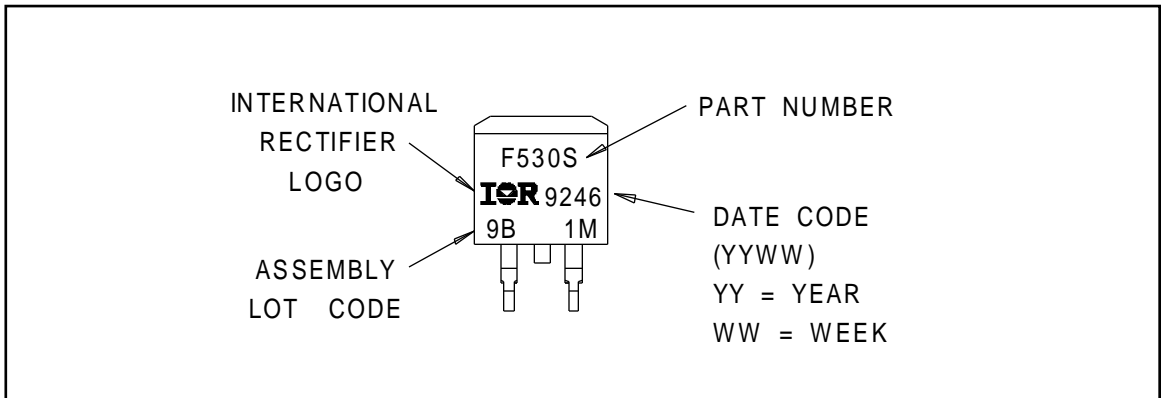 INTERNATIONAL
RECTIFIER
LOGO
ASSEMBLY
LOT CODE
F530S
IOR 9246
9B 1M
PART NUMBER
DATE CODE
(YYWW)
YY = YEAR
WW = WEEK